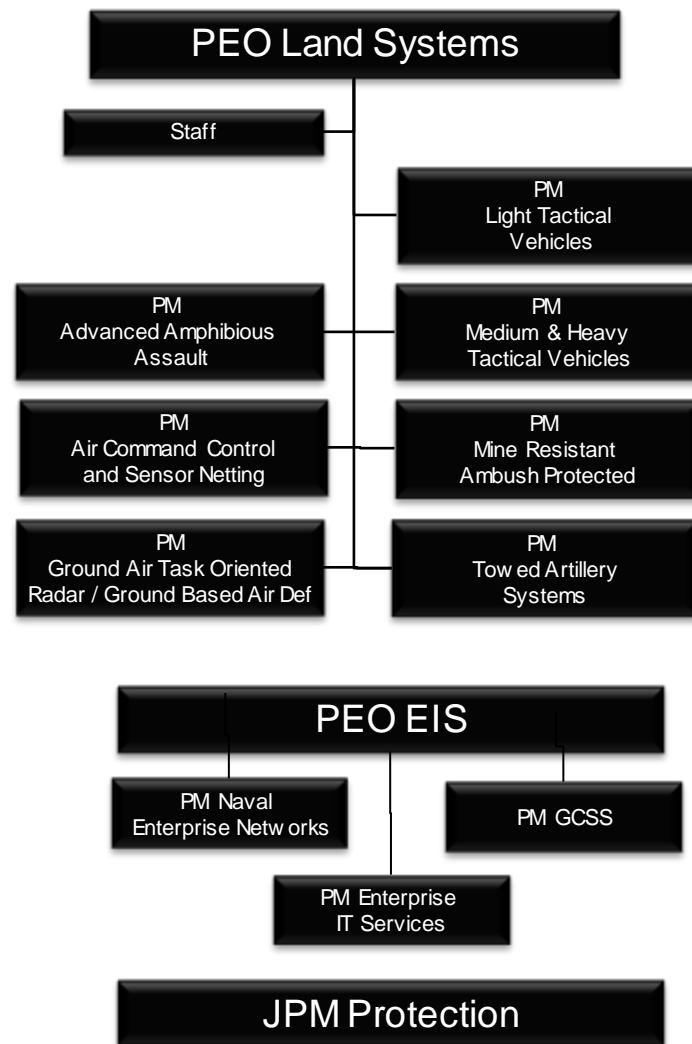 PEO Land Systems
Staff
PM
Light Tactical
Vehicles
PM
Advanced Amphibious
Assault
PM
Medium & Heavy
Tactical Vehicles
PM
Air Command Control
and Sensor Netting
PM
Mine Resistant
Ambush Protected
PM
Ground Air Task Oriented
Radar / Ground Based Air Def
PM
Towed Artillery
Systems
PEO EIS
PM Naval
Enterprise Networks
PM GCSS
PM Enterprise
IT Services
JPM Protection